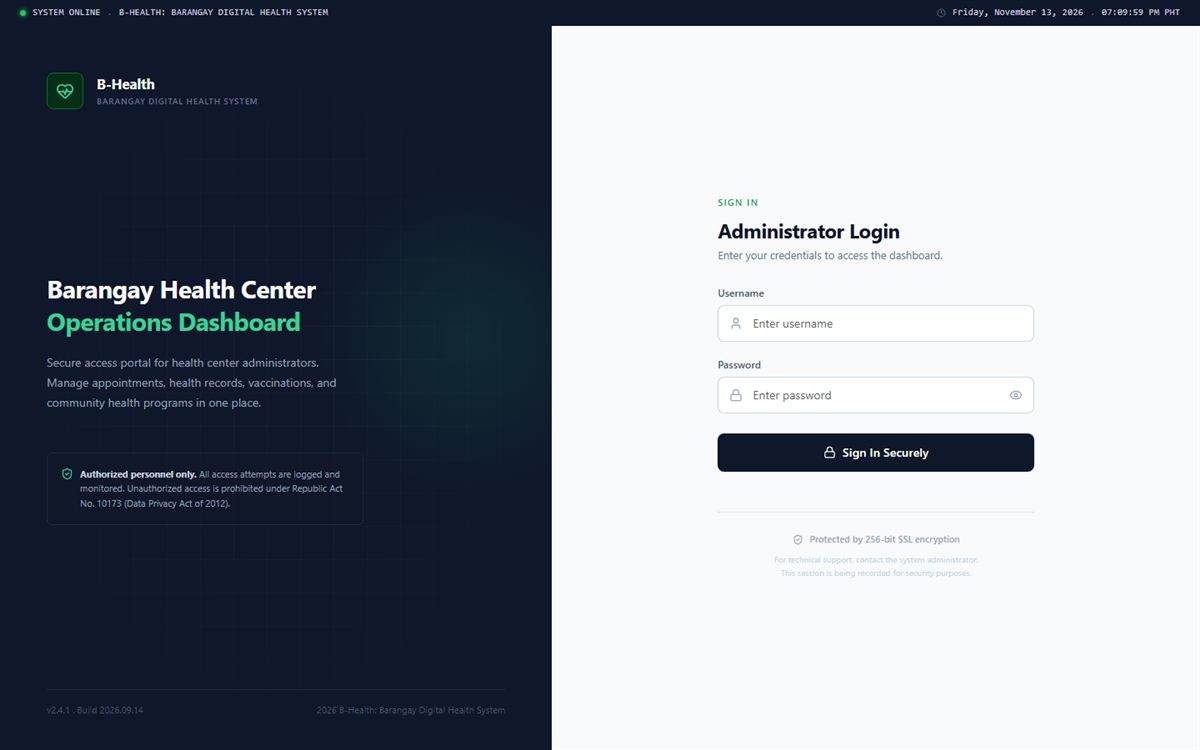 SYSTEM ONLINE . B-HEALTH: BARANGAY DIGITAL HEALTH SYSTEM
Friday, November 13, 2026 . 07:09:59 PM PHT
B-Health
BARANGAY DIGITAL HEALTH SYSTEM
Barangay Health Center
Operations Dashboard
Secure access portal for health center administrators.
Manage appointments, health records, vaccinations, and
community health programs in one place.
Authorized personnel only. All access attempts are logged and
monitored. Unauthorized access is prohibited under Republic Act
No. 10173 (Data Privacy Act of 2012).
v2.4.1 . Build 2026.09.14
2026 B-Health: Barangay Digital Health System
SIGN IN
Administrator Login
Enter your credentials to access the dashboard.
Username
Enter username
Password
Enter password
Sign In Securely
Protected by 256-bit SSL encryption
For technical support, contact the system administrator.
This session is being recorded for security purposes.